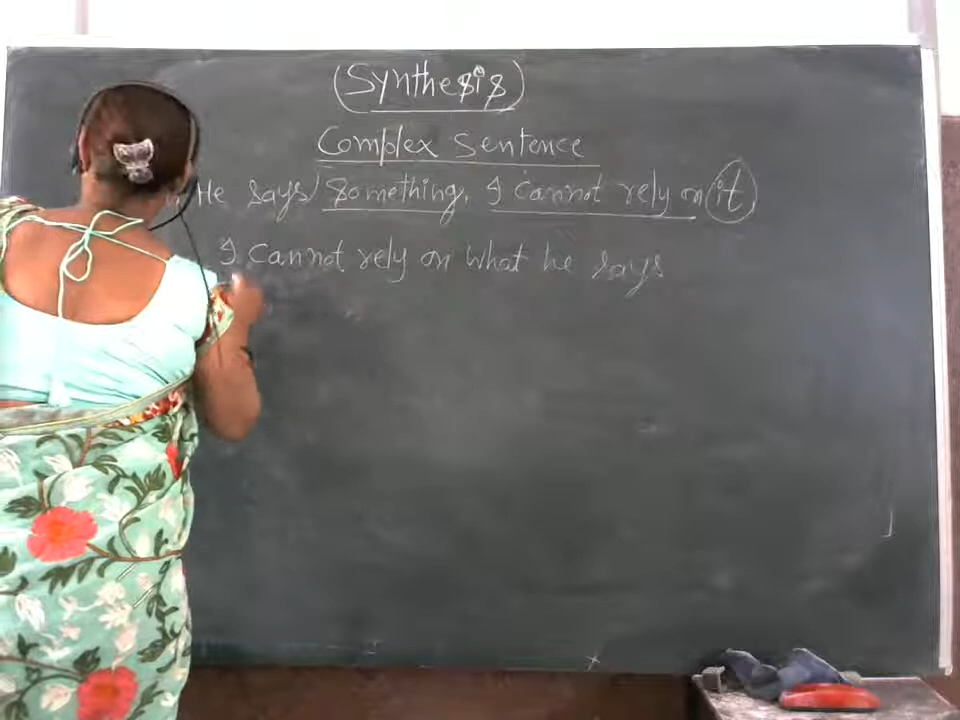 (Synthesis)
Complex Sentence
He says something, I cannot rely on it
I cannot rely on what he says